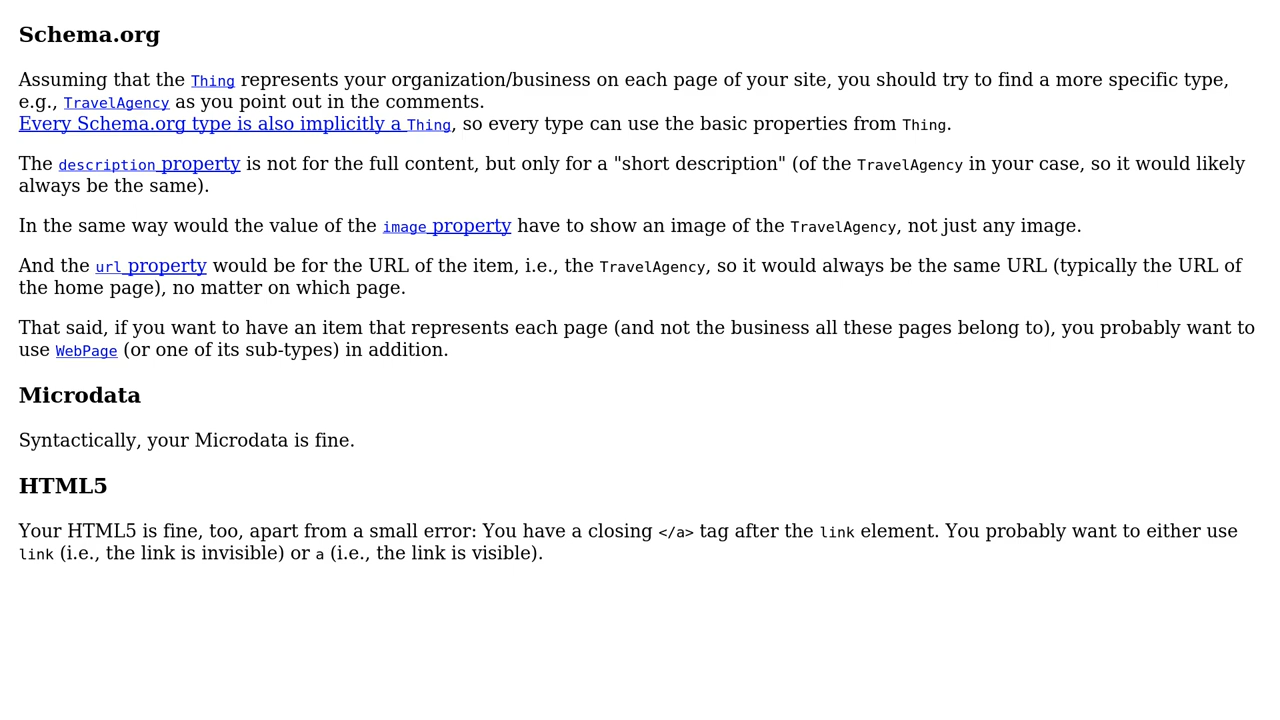 Schema.org
Assuming that the Thing represents your organization/business on each page of your site, you should try to find a more specific type,
e.g., TravelAgency as you point out in the comments.
Every Schema.org type is also implicitly a Thing, so every type can use the basic properties from Thing.
The description property is not for the full content, but only for a "short description" (of the TravelAgency in your case, so it would likely
always be the same).
In the same way would the value of the image property have to show an image of the TravelAgency, not just any image.
And the url property would be for the URL of the item, i.e., the TravelAgency, so it would always be the same URL (typically the URL of
the home page), no matter on which page.
That said, if you want to have an item that represents each page (and not the business all these pages belong to), you probably want to
use WebPage (or one of its sub-types) in addition.
Microdata
Syntactically, your Microdata is fine.
HTML5
Your HTML5 is fine, too, apart from a small error: You have a closing </a> tag after the link element. You probably want to either use
link (i.e., the link is invisible) or a (i.e., the link is visible).